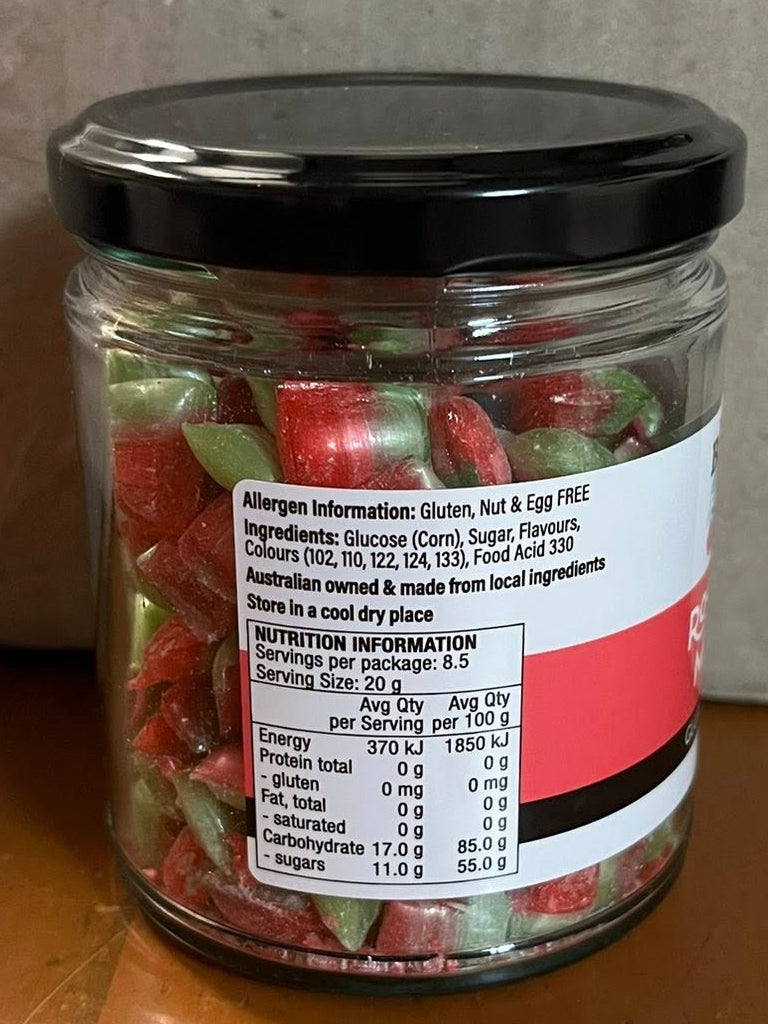 Allergen Information: Gluten, Nut & Egg FREE
Ingredients: Glucose (Corn), Sugar, Flavours,
Colours (102, 110, 122, 124, 133), Food Acid 330
Australian owned & made from local ingredients
Store in a cool dry place
NUTRITION INFORMATION
Servings per package: 8.5
Serving Size: 20 g
Avg Qty Avg Qty
per Serving per 100 g
Energy 370 kJ 1850 kJ
Protein total 0 g 0 g
- gluten 0 mg 0 mg
Fat, total 0 g 0 g
- saturated 0 g 0 g
Carbohydrate 17.0 g 85.0 g
- sugars 11.0 g 55.0 g